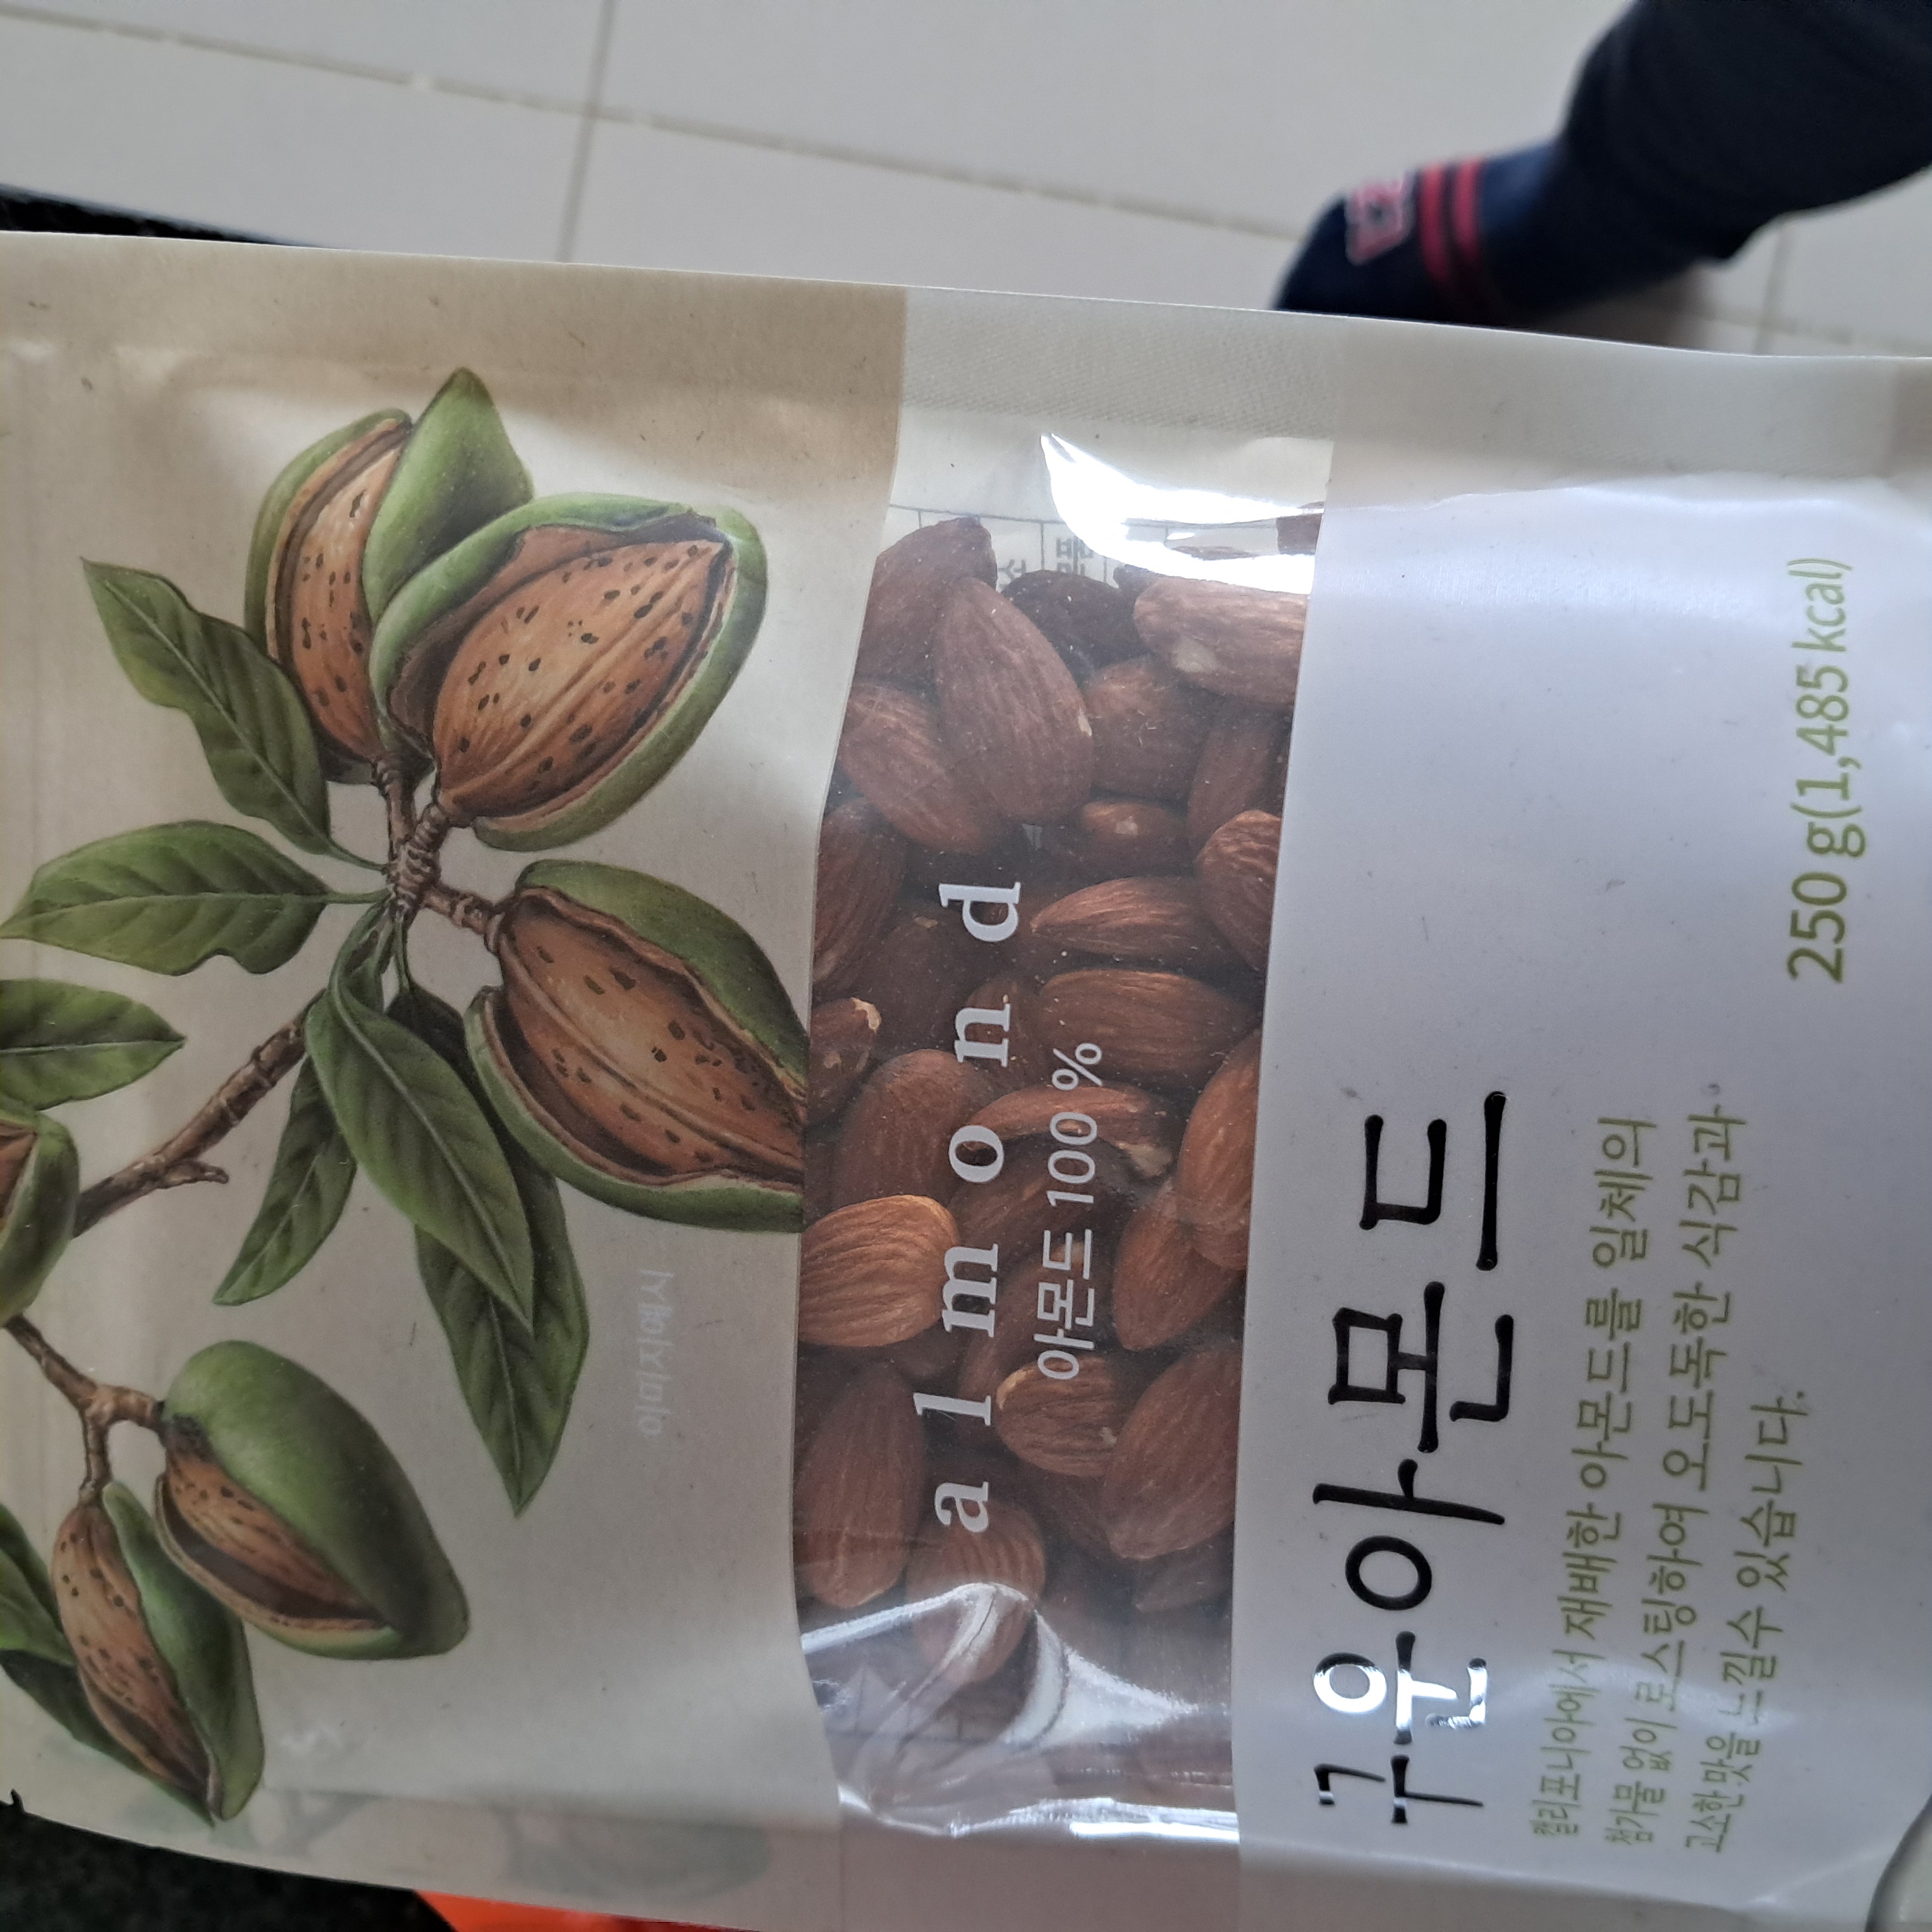 이미지예시
almond
아몬드 100 %
구운아몬드
캘리포니아에서 재배한 아몬드를 일체의
첨가물 없이 로스팅하여 오도독한 식감과
고소한 맛을 느낄수 있습니다.
250 g(1,485 kcal)